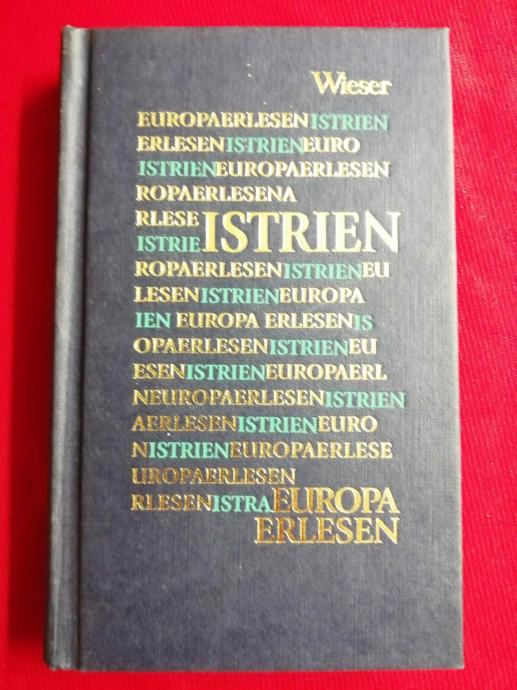 Wieser
EUROPAERLESENISTRIEN
ERLESENISTRIENEURO
ISTRIENEUROPAERLESEN
ROPAERLESENA
RLESE
ISTRIEISTRIEN
ROPAERLESENISTRIENEU
LESENISTRIENEUROPA
IEN EUROPA ERLESENIS
OPAERLESENISTRIENEU
ESENISTRIENEUROPAERL
NEUROPAERLESENISTRIEN
AERLESENISTRIENEURO
NISTRIENEUROPAERLESE
UROPAERLESEN
RLESENISTRAEUROPA
ERLESEN